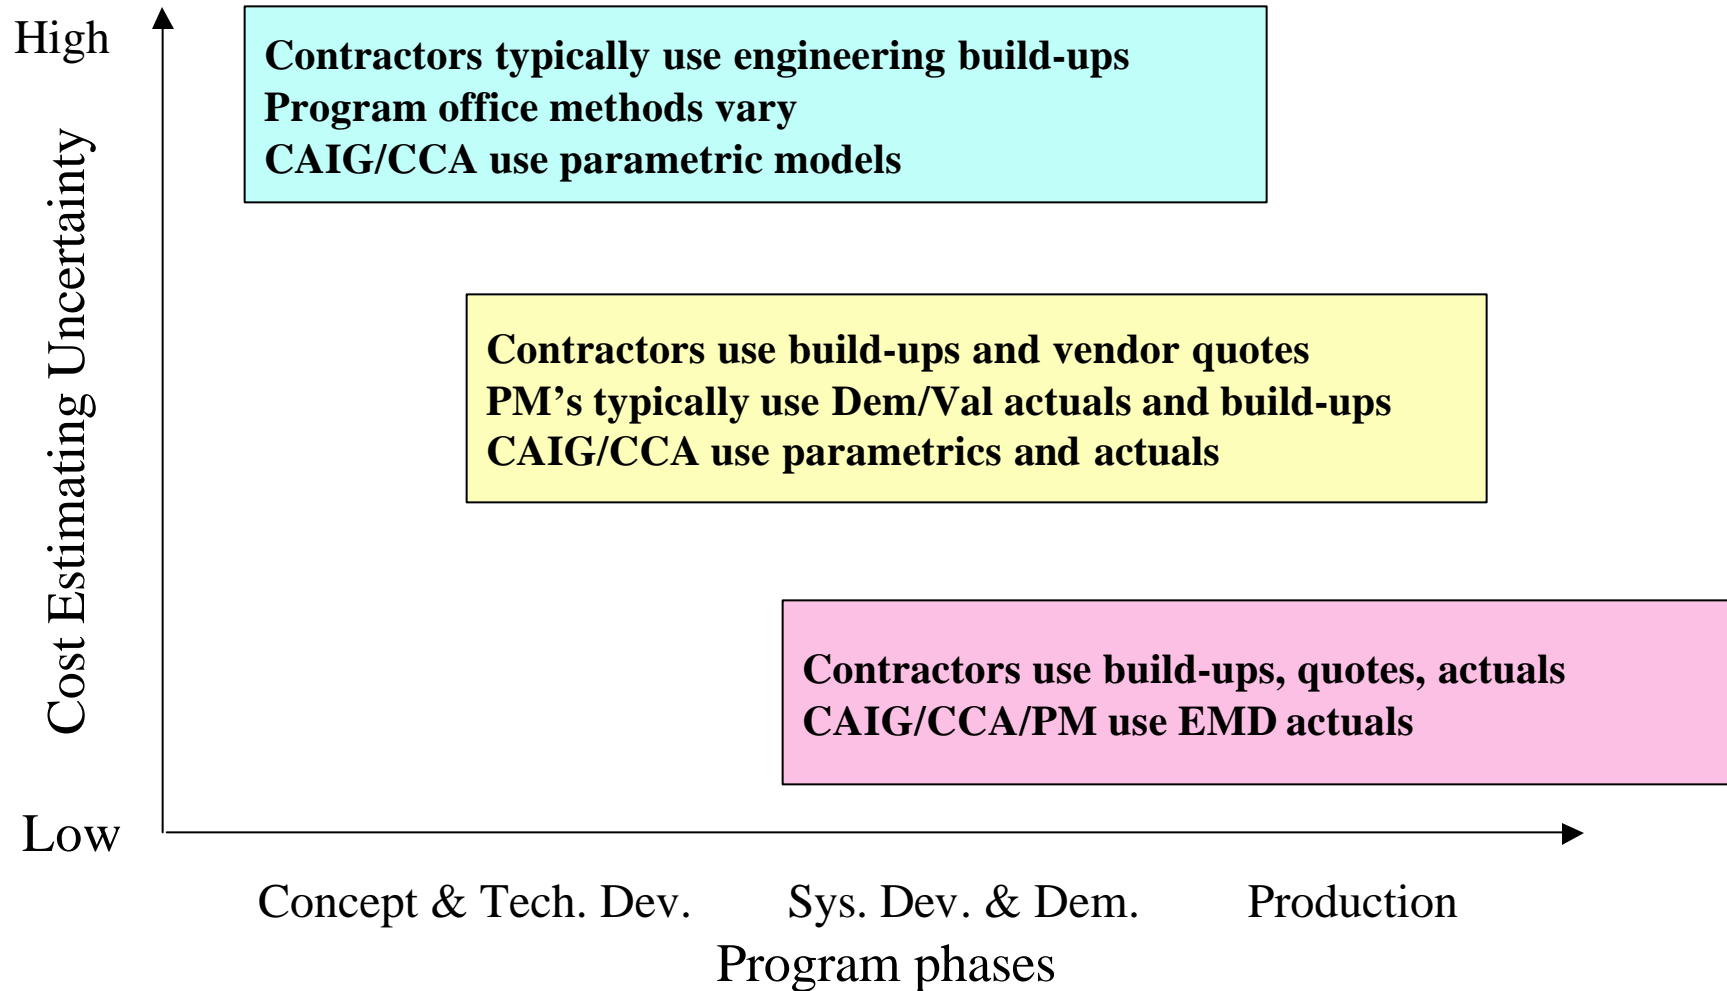 High
Contractors typically use engineering build-ups
Program office methods vary
CAIG/CCA use parametric models
Cost Estimating Uncertainty
Contractors use build-ups and vendor quotes
PM’s typically use Dem/Val actuals and build-ups
CAIG/CCA use parametrics and actuals
Contractors use build-ups, quotes, actuals
CAIG/CCA/PM use EMD actuals
Low
Concept & Tech. Dev. Sys. Dev. & Dem. Production
Program phases